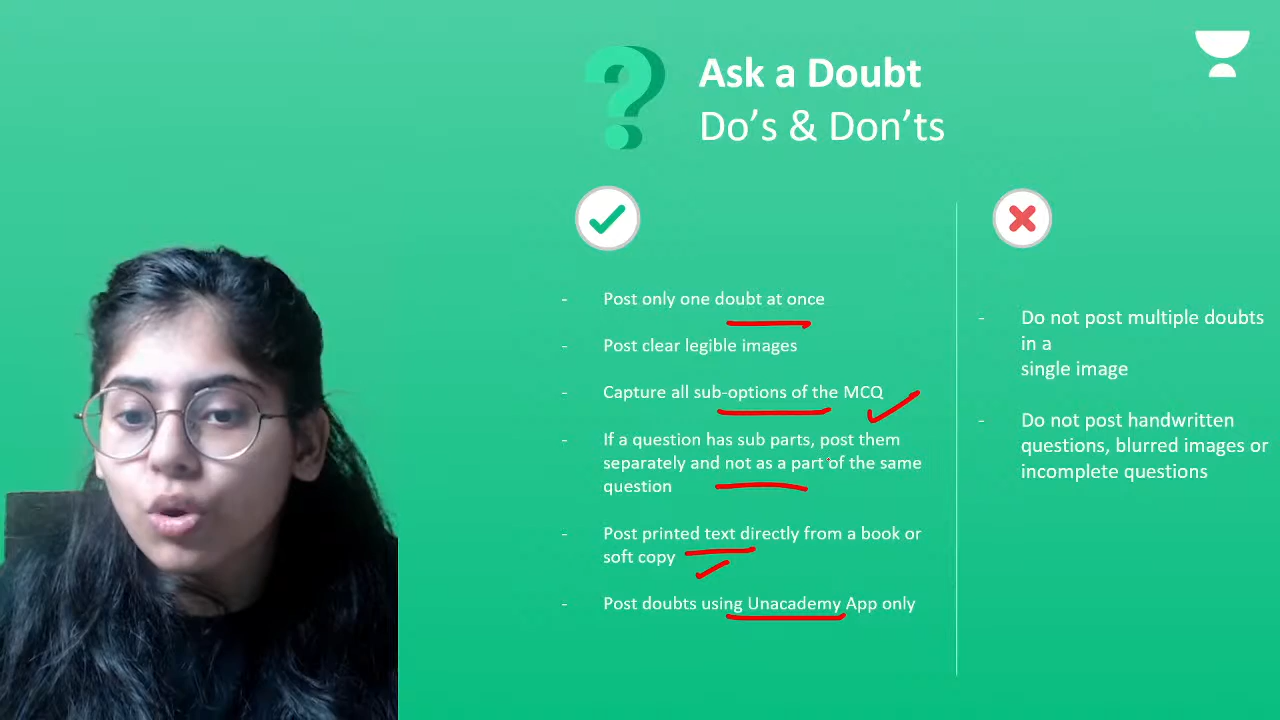 Ask a Doubt
Do's & Don'ts
- Post only one doubt at once
- Post clear legible images
- Capture all sub-options of the MCQ
- If a question has sub parts, post them
separately and not as a part of the same
question
- Post printed text directly from a book or
soft copy
- Post doubts using Unacademy App only
- Do not post multiple doubts
in a
single image
- Do not post handwritten
questions, blurred images or
incomplete questions